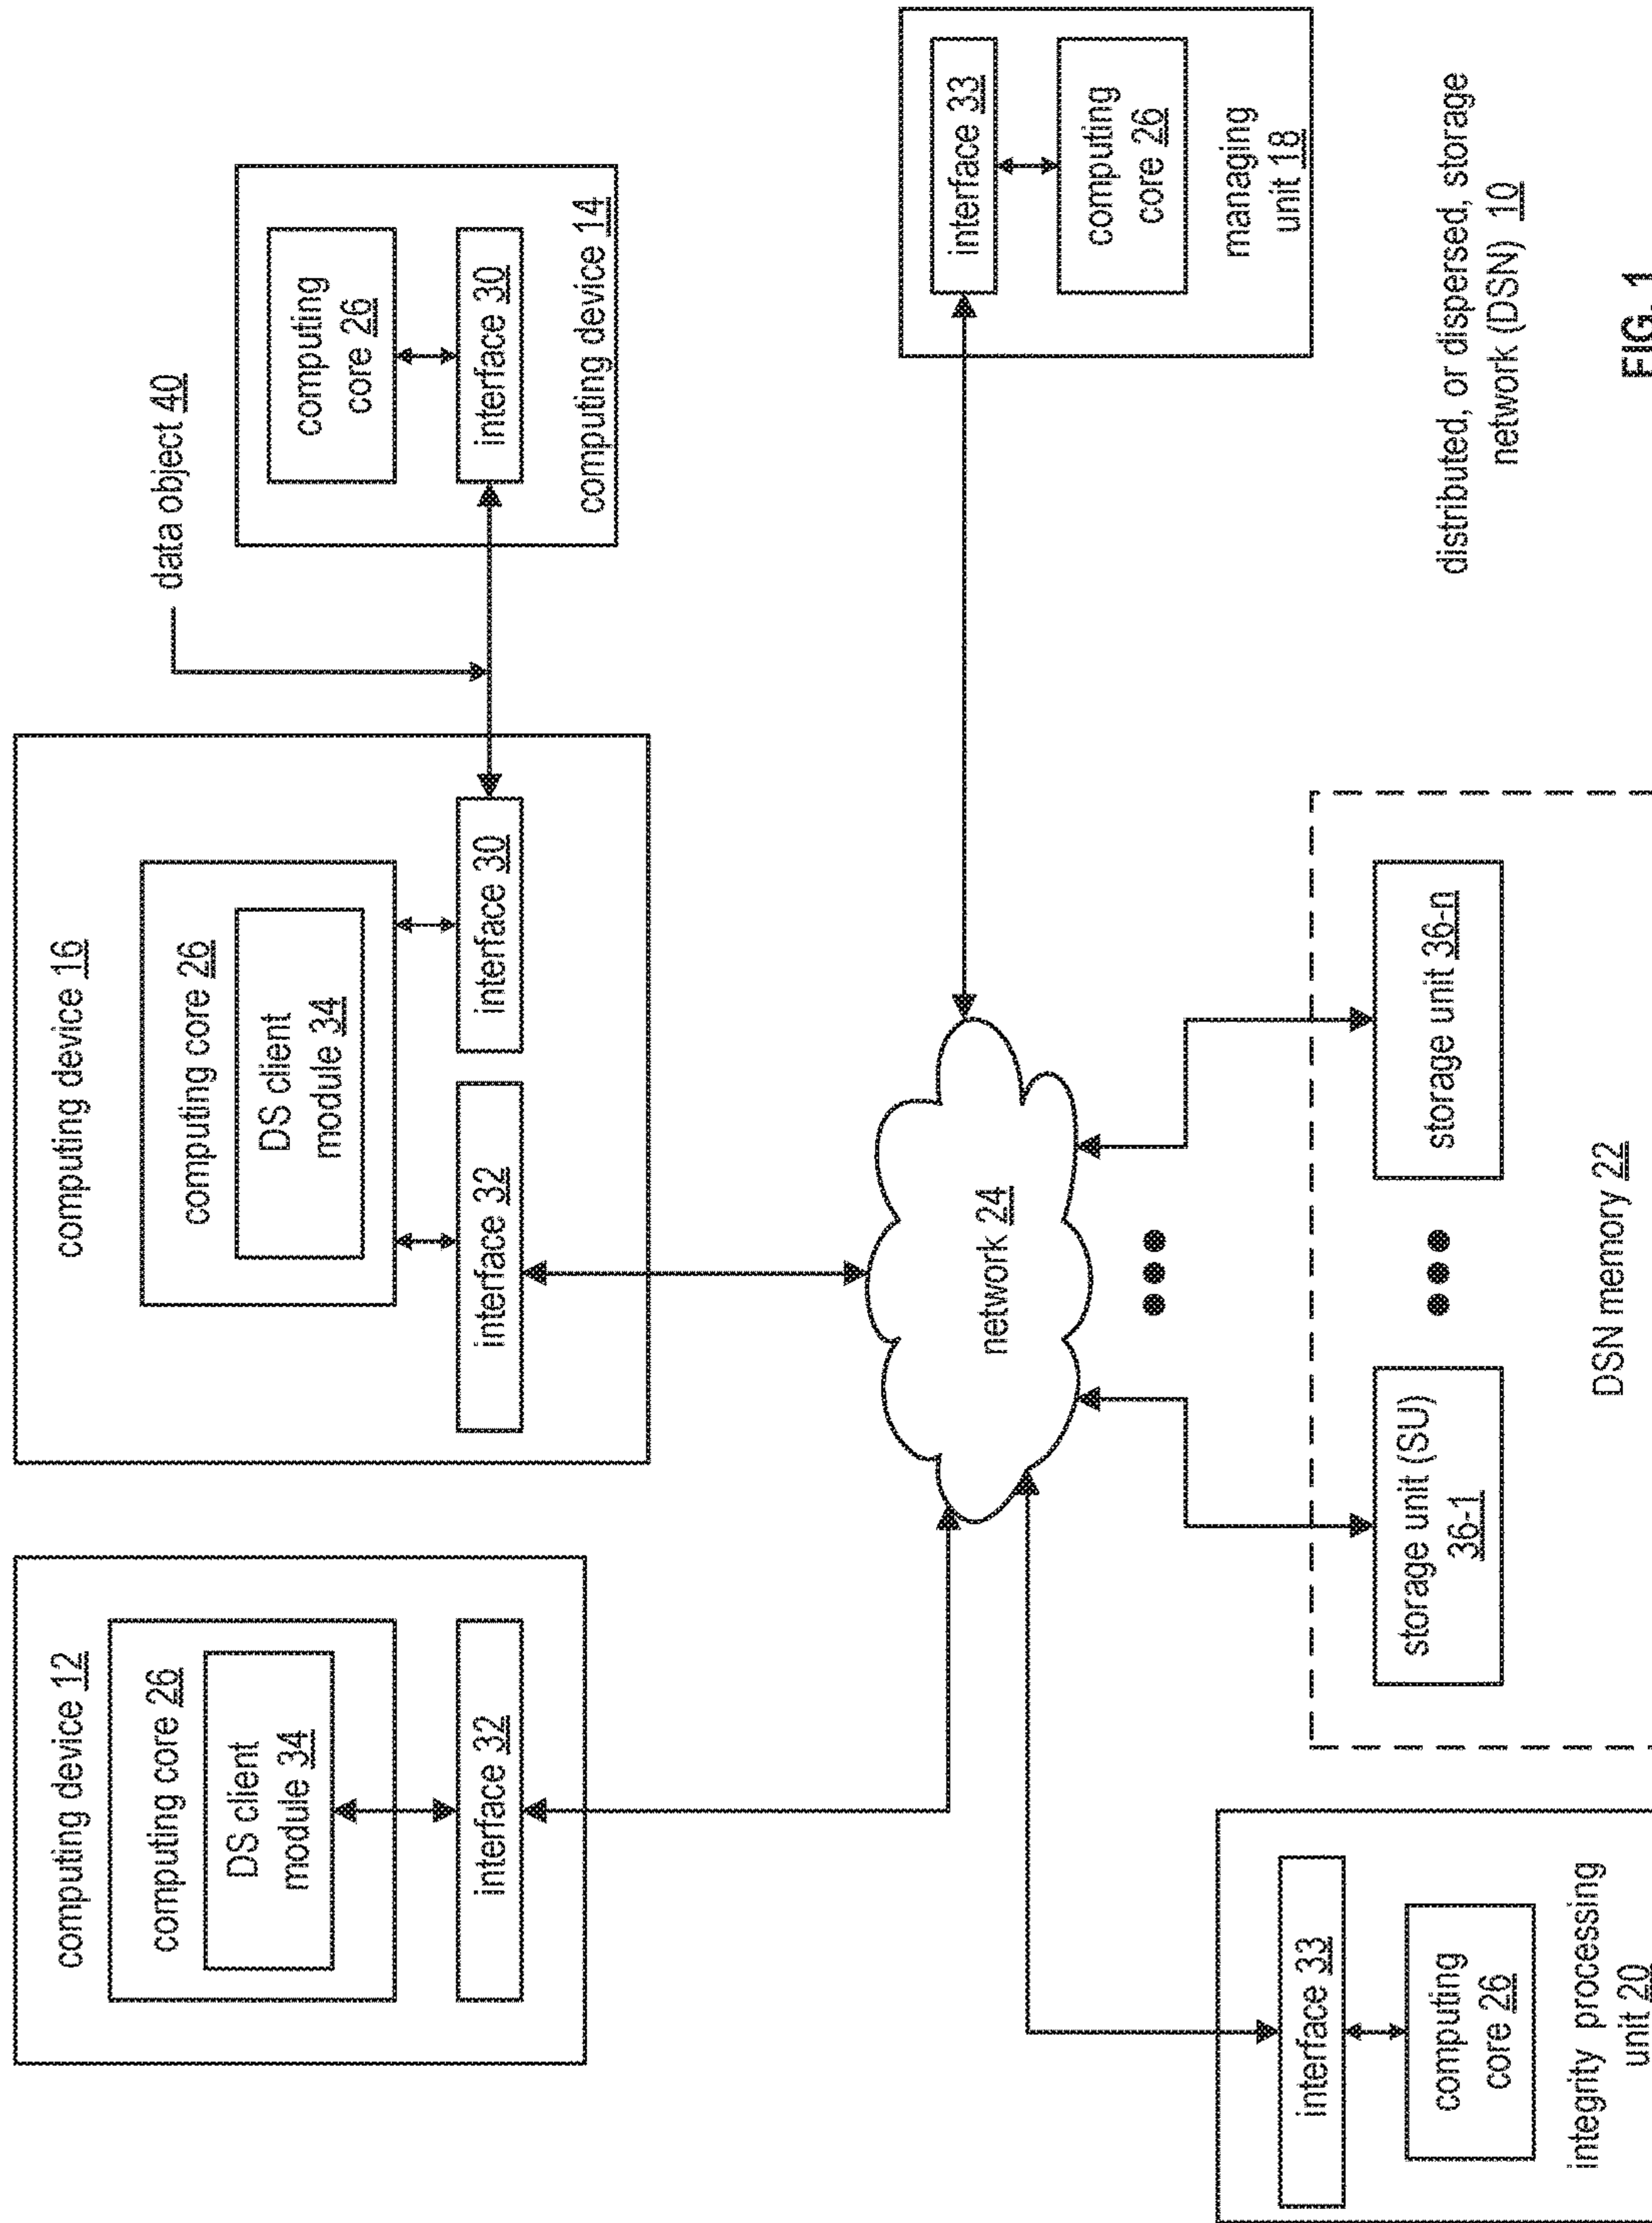 computing device 12
computing core 26
DS client
module 34
interface 32
computing device 16
computing core 26
DS client
module 34
interface 32
interface 30
data object 40
computing
core 26
interface 30
computing device 14
network 24
interface 33
computing
core 26
managing
unit 18
interface 33
computing
core 26
integrity processing
unit 20
storage unit (SU)
36-1
storage unit 36-n
DSN memory 22
distributed, or dispersed, storage
network (DSN) 10
FIG. 1